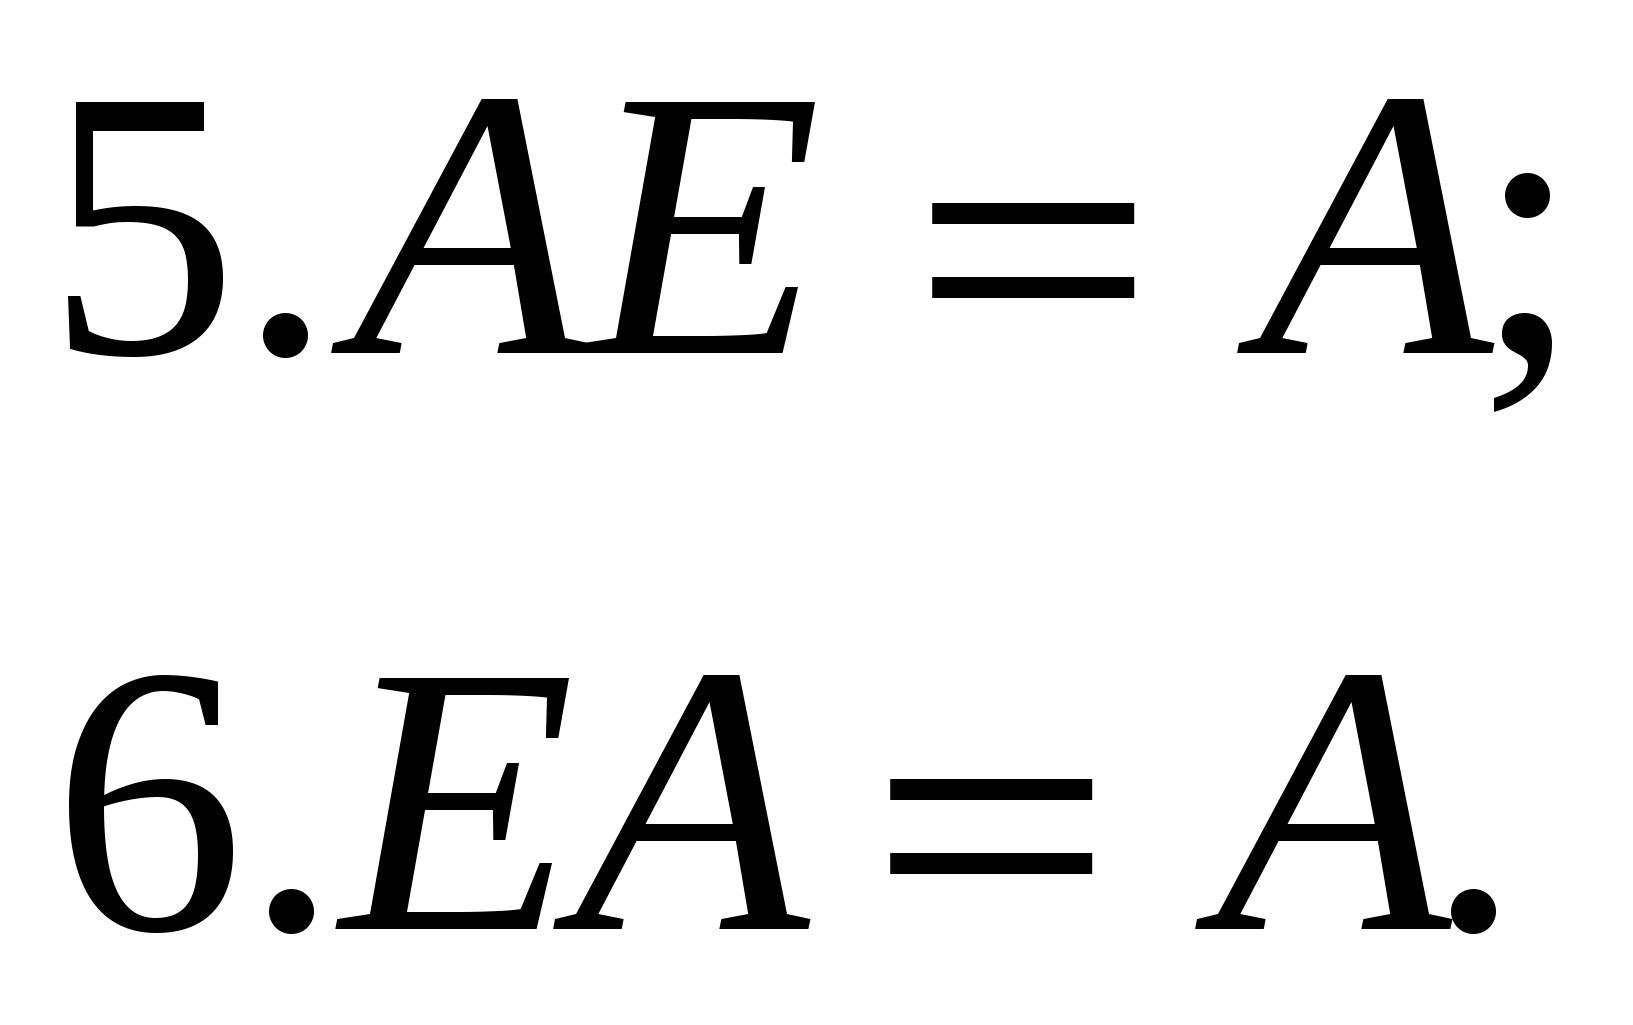 5. AE = A;
6. EA = A.